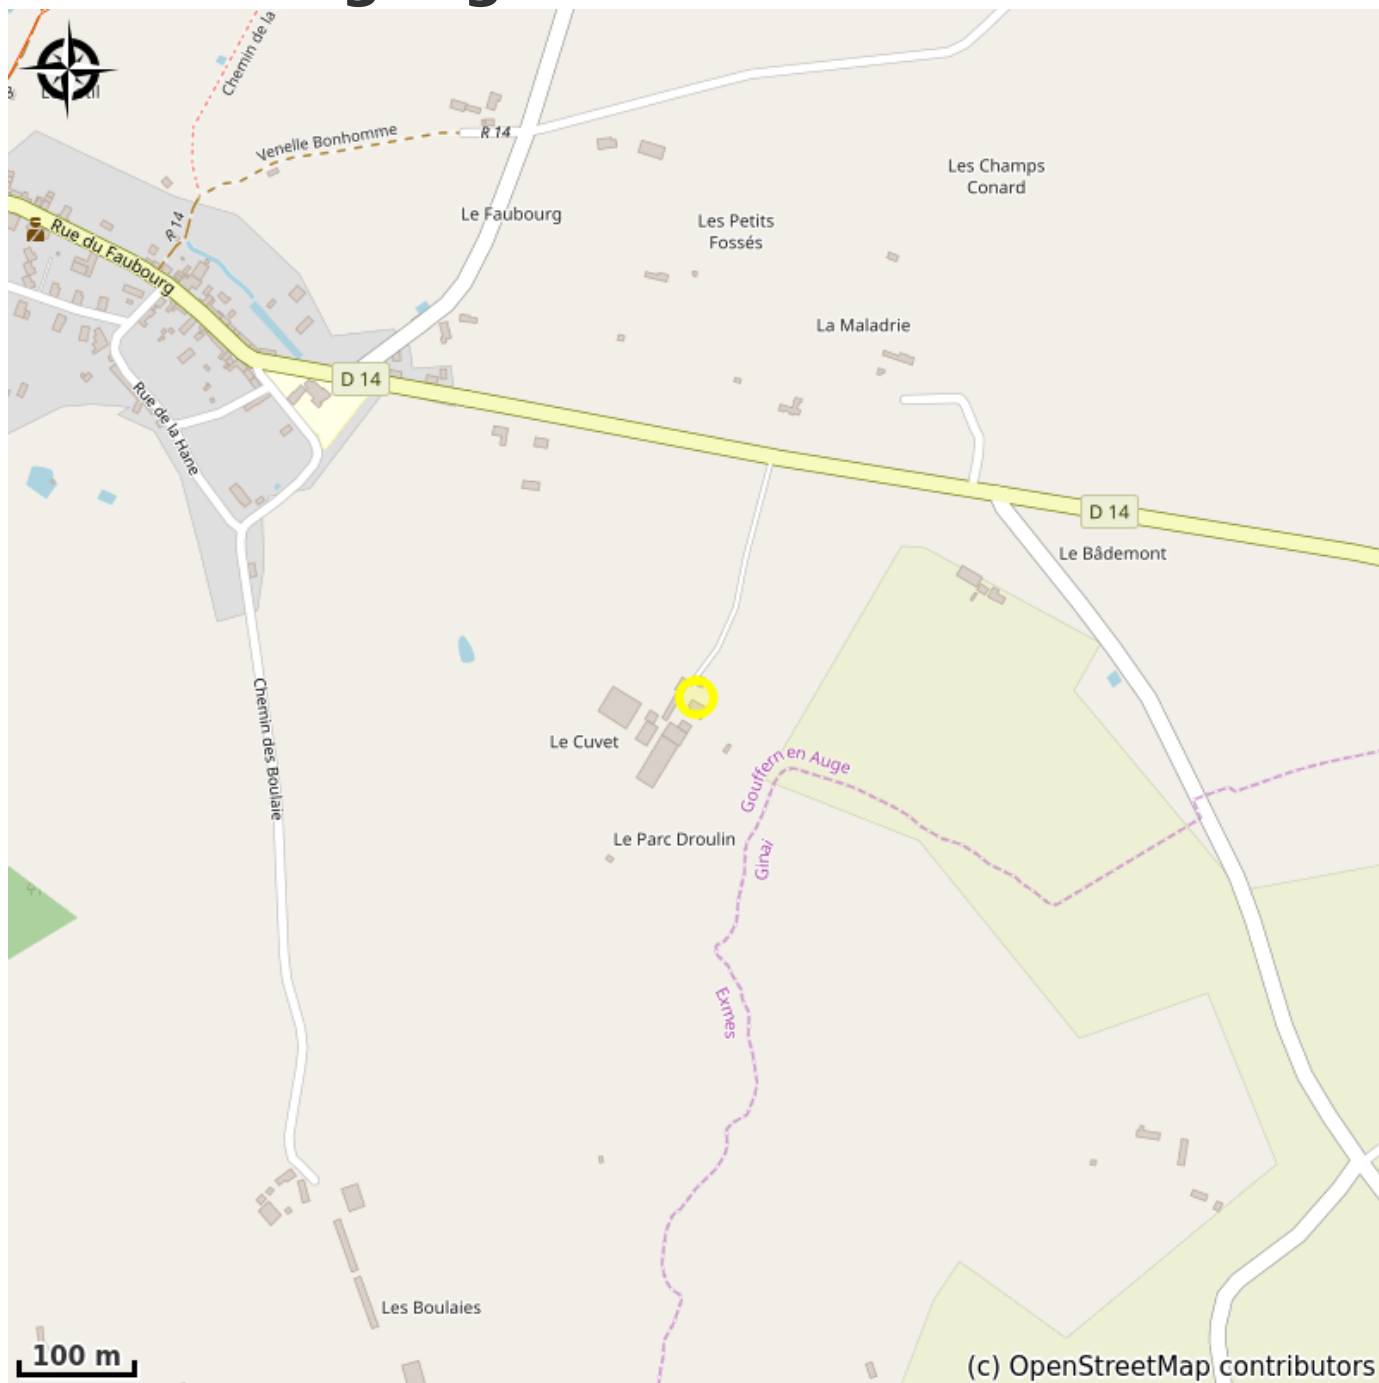 Chemin de la
Venelle Bonhomme
R 14
Les Champs
Conard
Le Faubourg
Les Petits
Fossés
R 14
Rue du Faubourg
La Maladrie
D 14
Rue de la Hane
D 14
Le Bâdemont
Chemin des Boulaie
Le Cuvet
Gouffern en Auge
Le Parc Droulin
Ginai
Exmes
Les Boulaies
100 m
(c) OpenStreetMap contributors